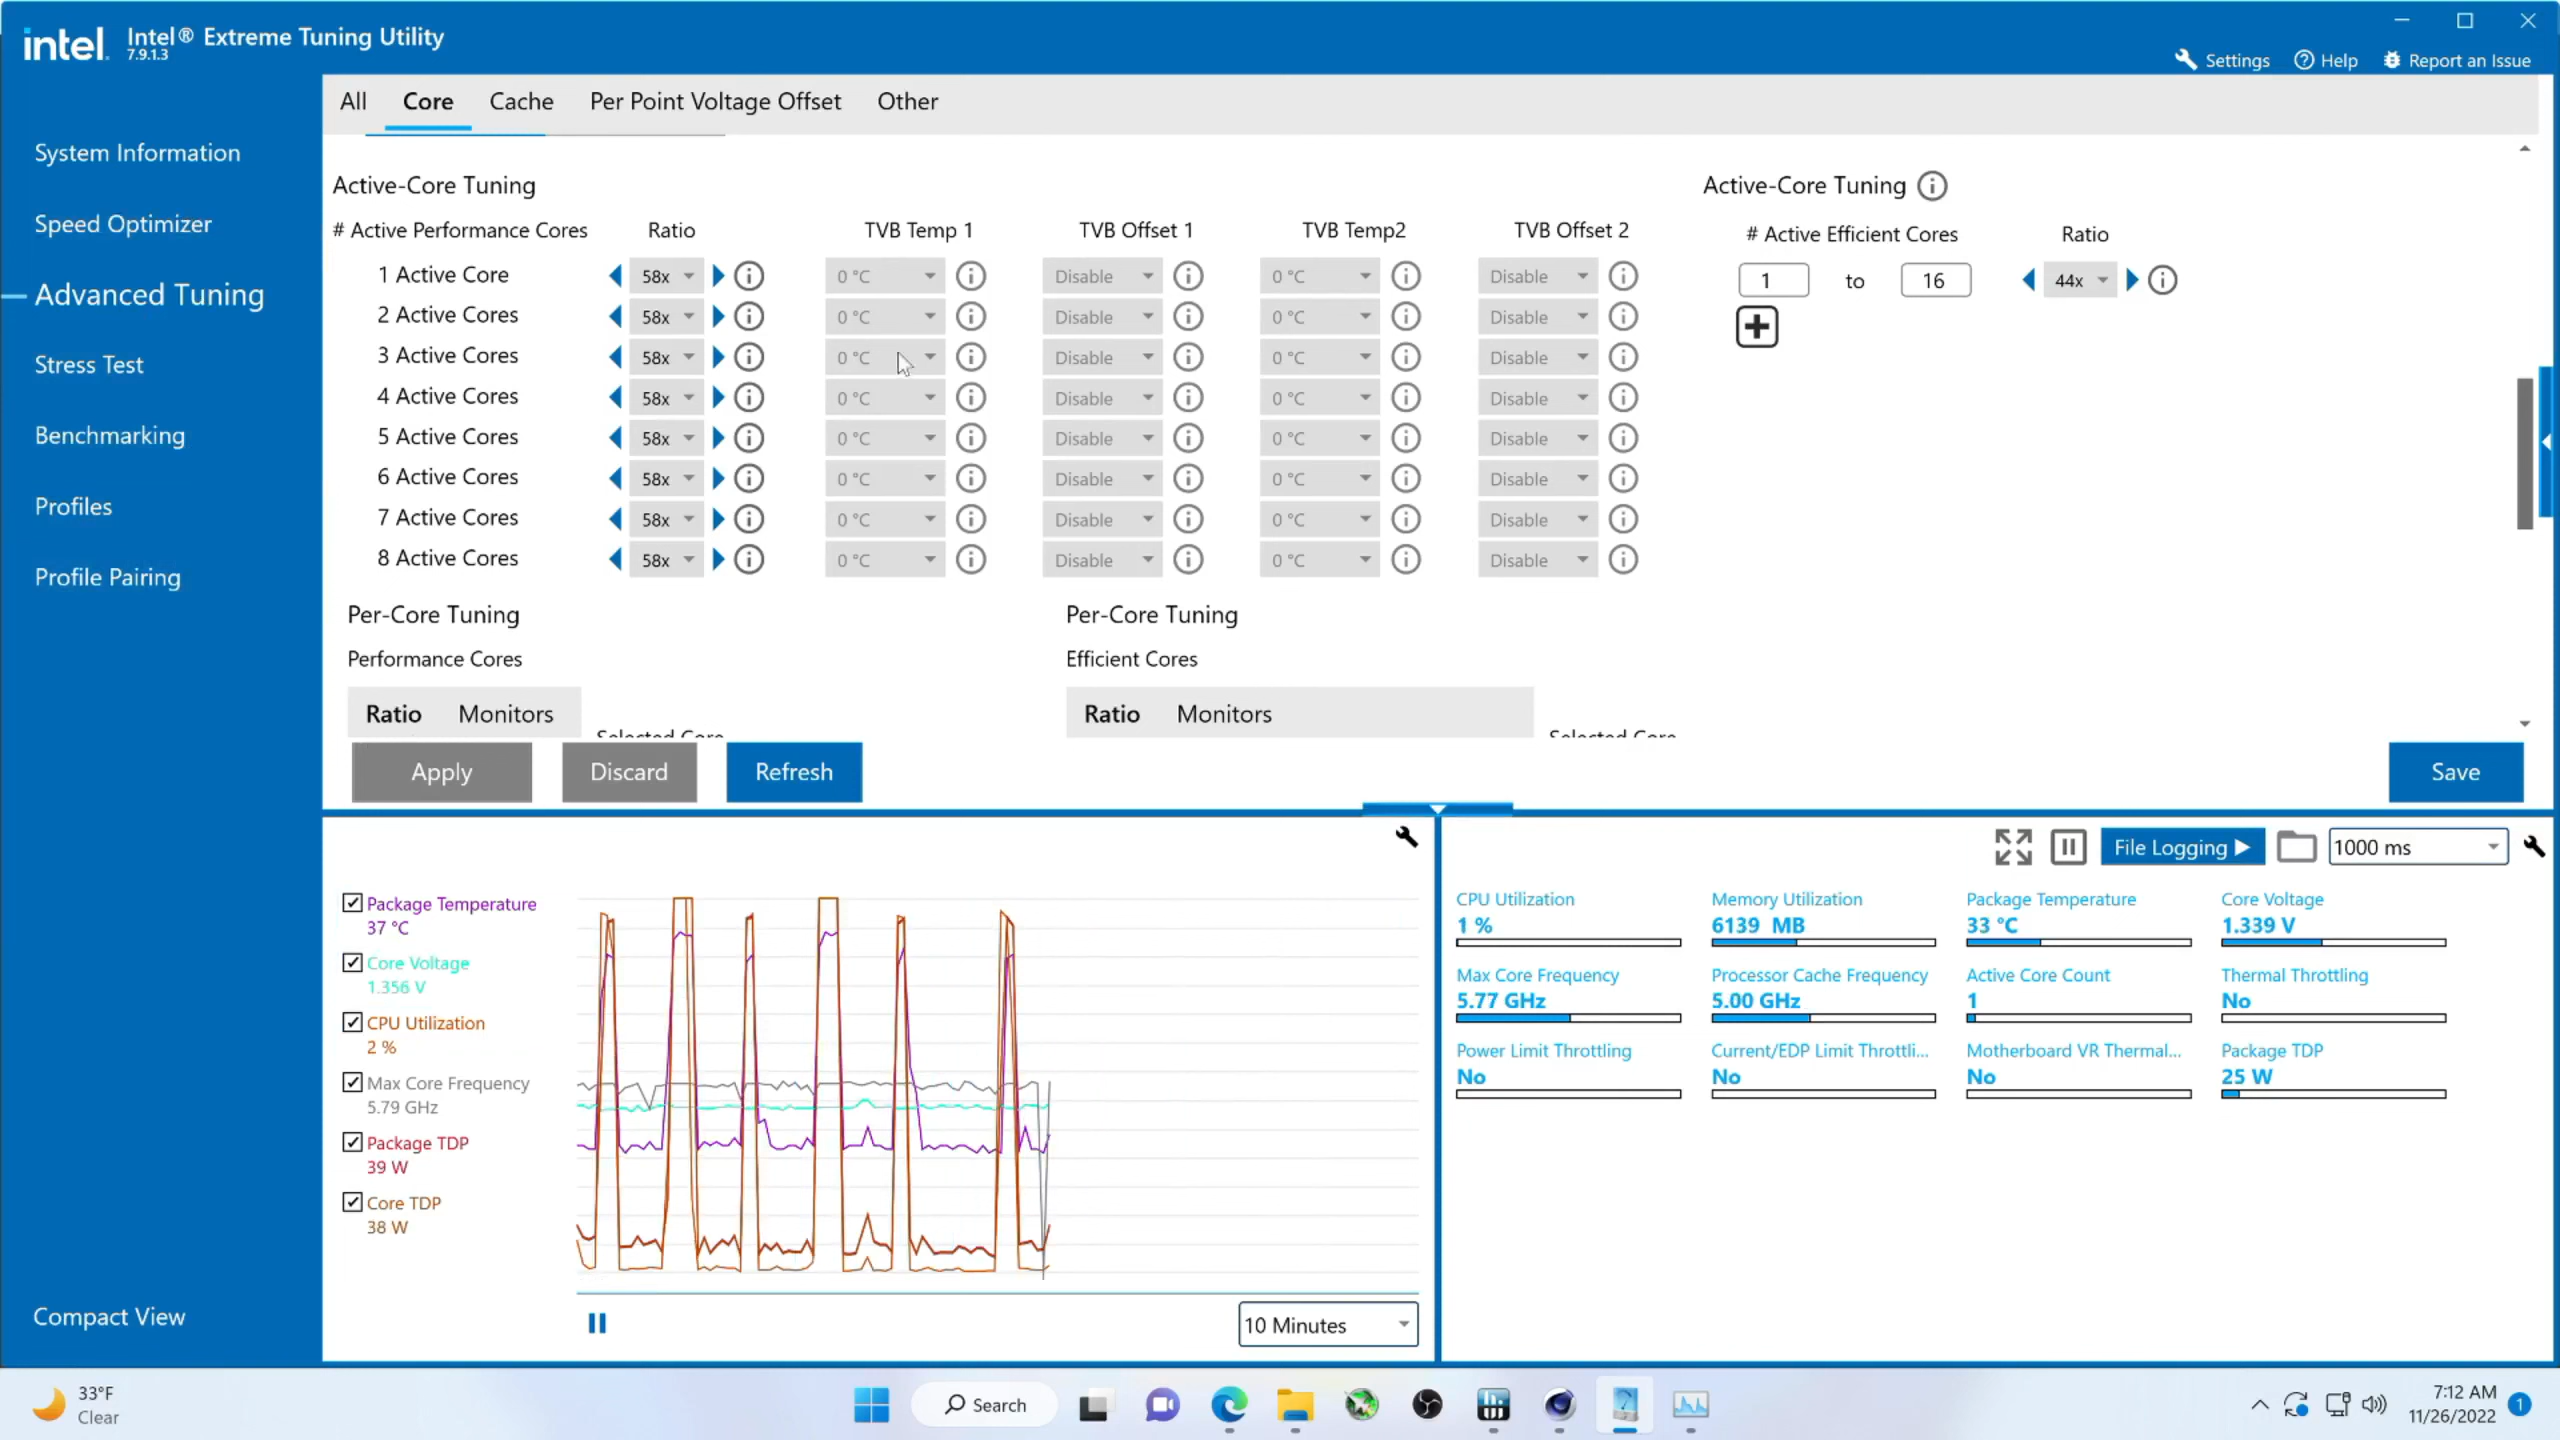 intel. Intel® Extreme Tuning Utility
7.9.1.3
Settings Help Report an Issue
All Core Cache Per Point Voltage Offset Other
System Information
Speed Optimizer
Advanced Tuning
Stress Test
Benchmarking
Profiles
Profile Pairing
Compact View
Active-Core Tuning
# Active Performance Cores Ratio TVB Temp 1 TVB Offset 1 TVB Temp2 TVB Offset 2
1 Active Core 58x 0 °C Disable 0 °C Disable
2 Active Cores 58x 0 °C Disable 0 °C Disable
3 Active Cores 58x 0 °C Disable 0 °C Disable
4 Active Cores 58x 0 °C Disable 0 °C Disable
5 Active Cores 58x 0 °C Disable 0 °C Disable
6 Active Cores 58x 0 °C Disable 0 °C Disable
7 Active Cores 58x 0 °C Disable 0 °C Disable
8 Active Cores 58x 0 °C Disable 0 °C Disable
Active-Core Tuning
# Active Efficient Cores Ratio
1 to 16 44x
Per-Core Tuning
Performance Cores
Ratio Monitors
Selected Core
Per-Core Tuning
Efficient Cores
Ratio Monitors
Selected Core
Apply Discard Refresh Save
Package Temperature
37 °C
Core Voltage
1.356 V
CPU Utilization
2 %
Max Core Frequency
5.79 GHz
Package TDP
39 W
Core TDP
38 W
10 Minutes
File Logging 1000 ms
CPU Utilization Memory Utilization Package Temperature Core Voltage
1 % 6139 MB 33 °C 1.339 V
Max Core Frequency Processor Cache Frequency Active Core Count Thermal Throttling
5.77 GHz 5.00 GHz 1 No
Power Limit Throttling Current/EDP Limit Throttli... Motherboard VR Thermal... Package TDP
No No No 25 W
33°F
Clear
Search
7:12 AM
11/26/2022
1